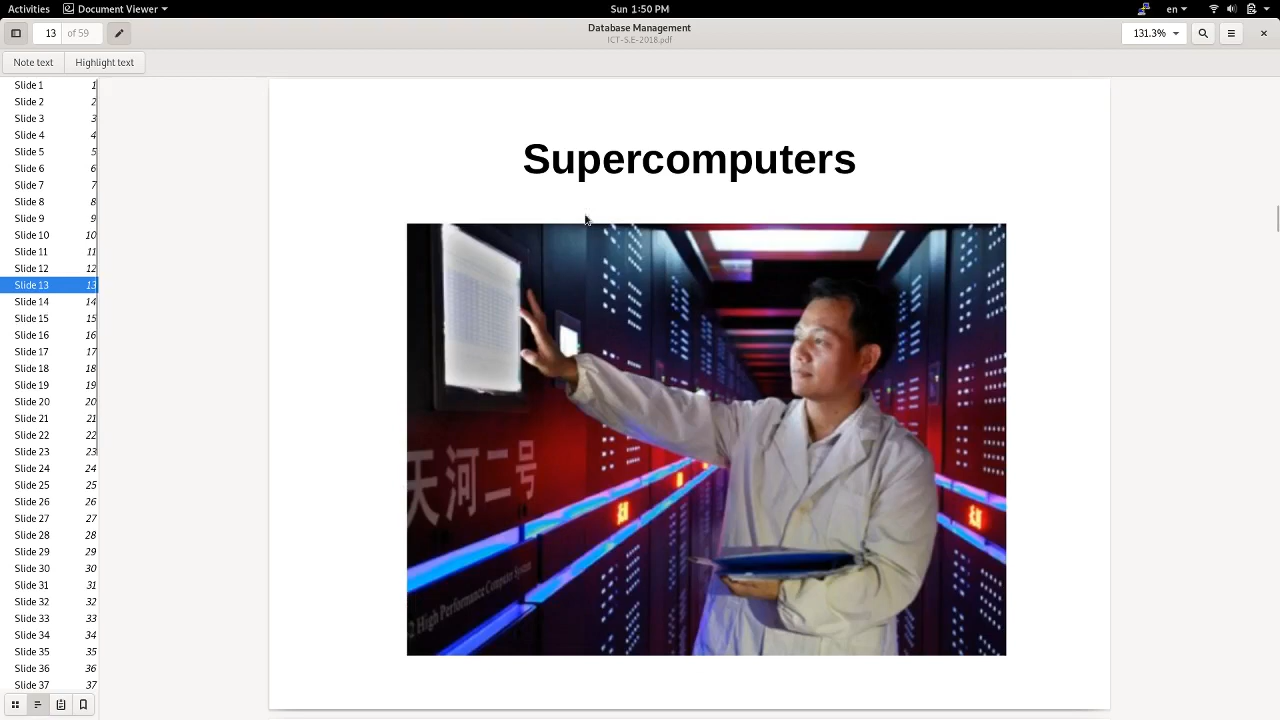 Activities
Document Viewer
Sun 1:50 PM
en
13 of 59
Database Management
ICT-S.E-2018.pdf
131.3%
Note text
Highlight text
Slide 1 1
Slide 2 2
Slide 3 3
Slide 4 4
Slide 5 5
Slide 6 6
Slide 7 7
Slide 8 8
Slide 9 9
Slide 10 10
Slide 11 11
Slide 12 12
Slide 13 13
Slide 14 14
Slide 15 15
Slide 16 16
Slide 17 17
Slide 18 18
Slide 19 19
Slide 20 20
Slide 21 21
Slide 22 22
Slide 23 23
Slide 24 24
Slide 25 25
Slide 26 26
Slide 27 27
Slide 28 28
Slide 29 29
Slide 30 30
Slide 31 31
Slide 32 32
Slide 33 33
Slide 34 34
Slide 35 35
Slide 36 36
Slide 37 37
Supercomputers
天河二号
2 High Performance Computer System